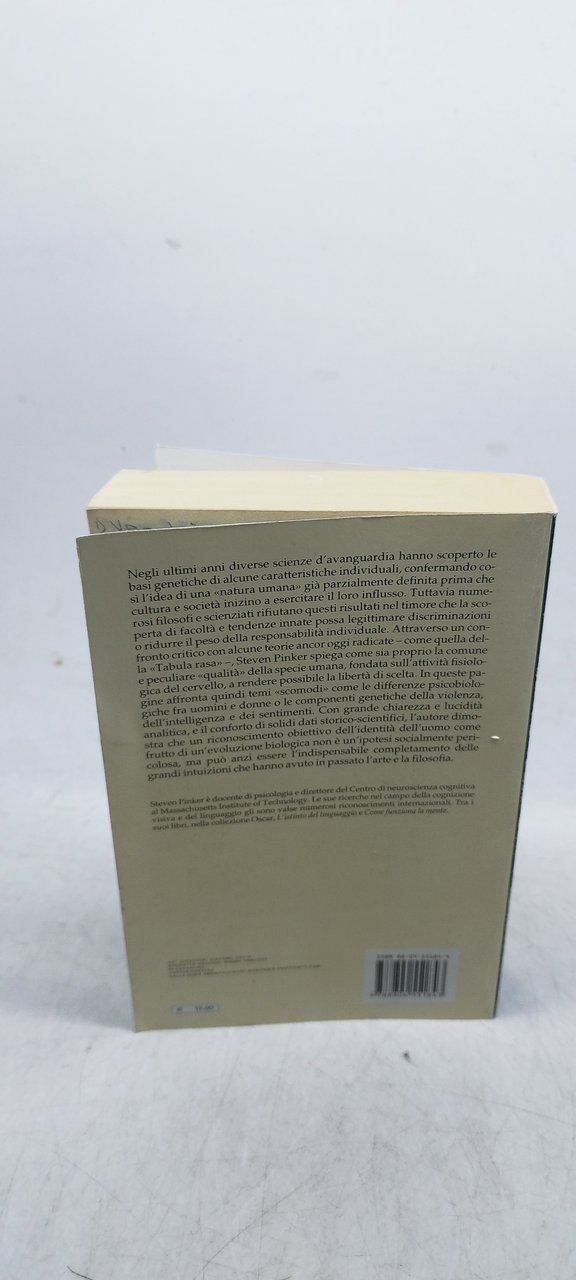 Negli ultimi anni diverse scienze d'avanguardia hanno scoperto le
basi genetiche di alcune caratteristiche individuali, confermando co-
sì l'idea di una «natura umana» già parzialmente definita prima che
cultura e società inizino a esercitare il loro influsso. Tuttavia nume-
rosi filosofi e scienziati rifiutano questi risultati nel timore che la sco-
perta di facoltà e tendenze innate possa legittimare discriminazioni
o ridurre il peso della responsabilità individuale. Attraverso un con-
fronto critico con alcune teorie ancor oggi radicate – come quella del-
la «Tabula rasa» –, Steven Pinker spiega come sia proprio la comune
e peculiare «qualità» della specie umana, fondata sull'attività fisiolo-
gica del cervello, a rendere possibile la libertà di scelta. In queste pa-
gine affronta quindi temi «scomodi» come le differenze psicobiolo-
giche fra uomini e donne o le componenti genetiche della violenza,
dell'intelligenza e dei sentimenti. Con grande chiarezza e lucidità
analitica, e il conforto di solidi dati storico-scientifici, l'autore dimo-
stra che un riconoscimento obiettivo dell'identità dell'uomo come
frutto di un'evoluzione biologica non è un'ipotesi socialmente peri-
colosa, ma può anzi essere l'indispensabile completamento delle
grandi intuizioni che hanno avuto in passato l'arte e la filosofia.
Steven Pinker è docente di psicologia e direttore del Centro di neuroscienza cognitiva
al Massachusetts Institute of Technology. Le sue ricerche nel campo della cognizione
visiva e del linguaggio gli sono valse numerosi riconoscimenti internazionali. Tra i
suoi libri, nella collezione Oscar, L'istinto del linguaggio e Come funziona la mente.